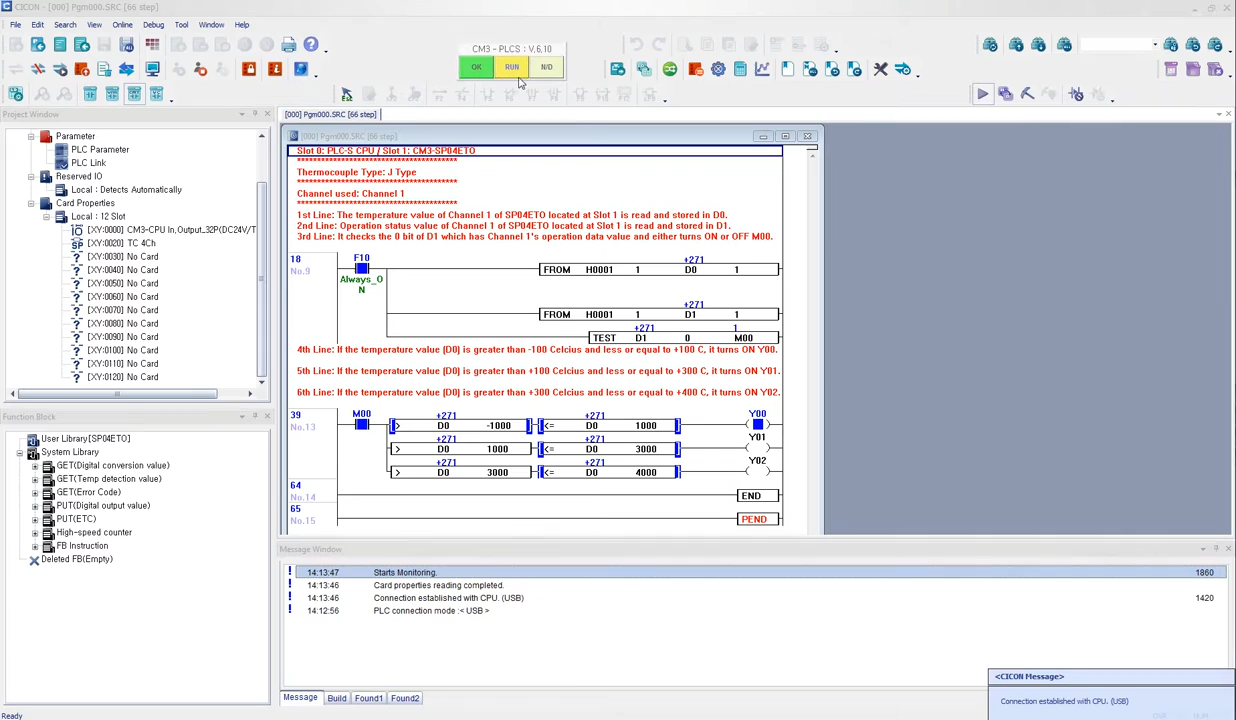 CICON - [000] Pgm000.SRC [66 step]
File Edit Search View Online Debug Tool Window Help
CM3 - PLCS : V,6,10
OK RUN N/D
Project Window
Parameter
PLC Parameter
PLC Link
Reserved IO
Local : Detects Automatically
Card Properties
Local : 12 Slot
[XY:0000] CM3-CPU In,Output_32P(DC24V/T
[XY:0020] TC 4Ch
[XY:0030] No Card
[XY:0040] No Card
[XY:0050] No Card
[XY:0060] No Card
[XY:0070] No Card
[XY:0080] No Card
[XY:0090] No Card
[XY:0100] No Card
[XY:0110] No Card
[XY:0120] No Card
Function Block
User Library[SP04ETO]
System Library
GET(Digital conversion value)
GET(Temp detection value)
GET(Error Code)
PUT(Digital output value)
PUT(ETC)
High-speed counter
FB Instruction
Deleted FB(Empty)
[000] Pgm000.SRC [66 step]
[000] Pgm000.SRC [66 step]
Slot 0: PLC-S CPU / Slot 1: CM3-SP04ETO
******************************************
Thermocouple Type: J Type
******************************************
Channel used: Channel 1
******************************************
1st Line: The temperature value of Channel 1 of SP04ETO located at Slot 1 is read and stored in D0.
2nd Line: Operation status value of Channel 1 of SP04ETO located at Slot 1 is read and stored in D1.
3rd Line: It checks the 0 bit of D1 which has Channel 1's operation data value and either turns ON or OFF M00.
18 F10 +271
No.9 FROM H0001 1 D0 1
Always_O
N
+271
FROM H0001 1 D1 1
+271 1
TEST D1 0 M00
4th Line: If the temperature value (D0) is greater than -100 Celcius and less or equal to +100 C, it turns ON Y00.
5th Line: If the temperature value (D0) is greater than +100 Celcius and less or equal to +300 C, it turns ON Y01.
6th Line: If the temperature value (D0) is greater than +300 Celcius and less or equal to +400 C, it turns ON Y02.
39 M00 +271 +271 Y00
No.13 > D0 -1000 <= D0 1000
+271 +271 Y01
> D0 1000 <= D0 3000
+271 +271 Y02
> D0 3000 <= D0 4000
64
No.14 END
65
No.15 PEND
Message Window
! 14:13:47 Starts Monitoring. 1860
! 14:13:46 Card properties reading completed.
! 14:13:46 Connection established with CPU. (USB) 1420
! 14:12:56 PLC connection mode :< USB >
Message Build Found1 Found2
<CICON Message>
Connection established with CPU. (USB)
Ready